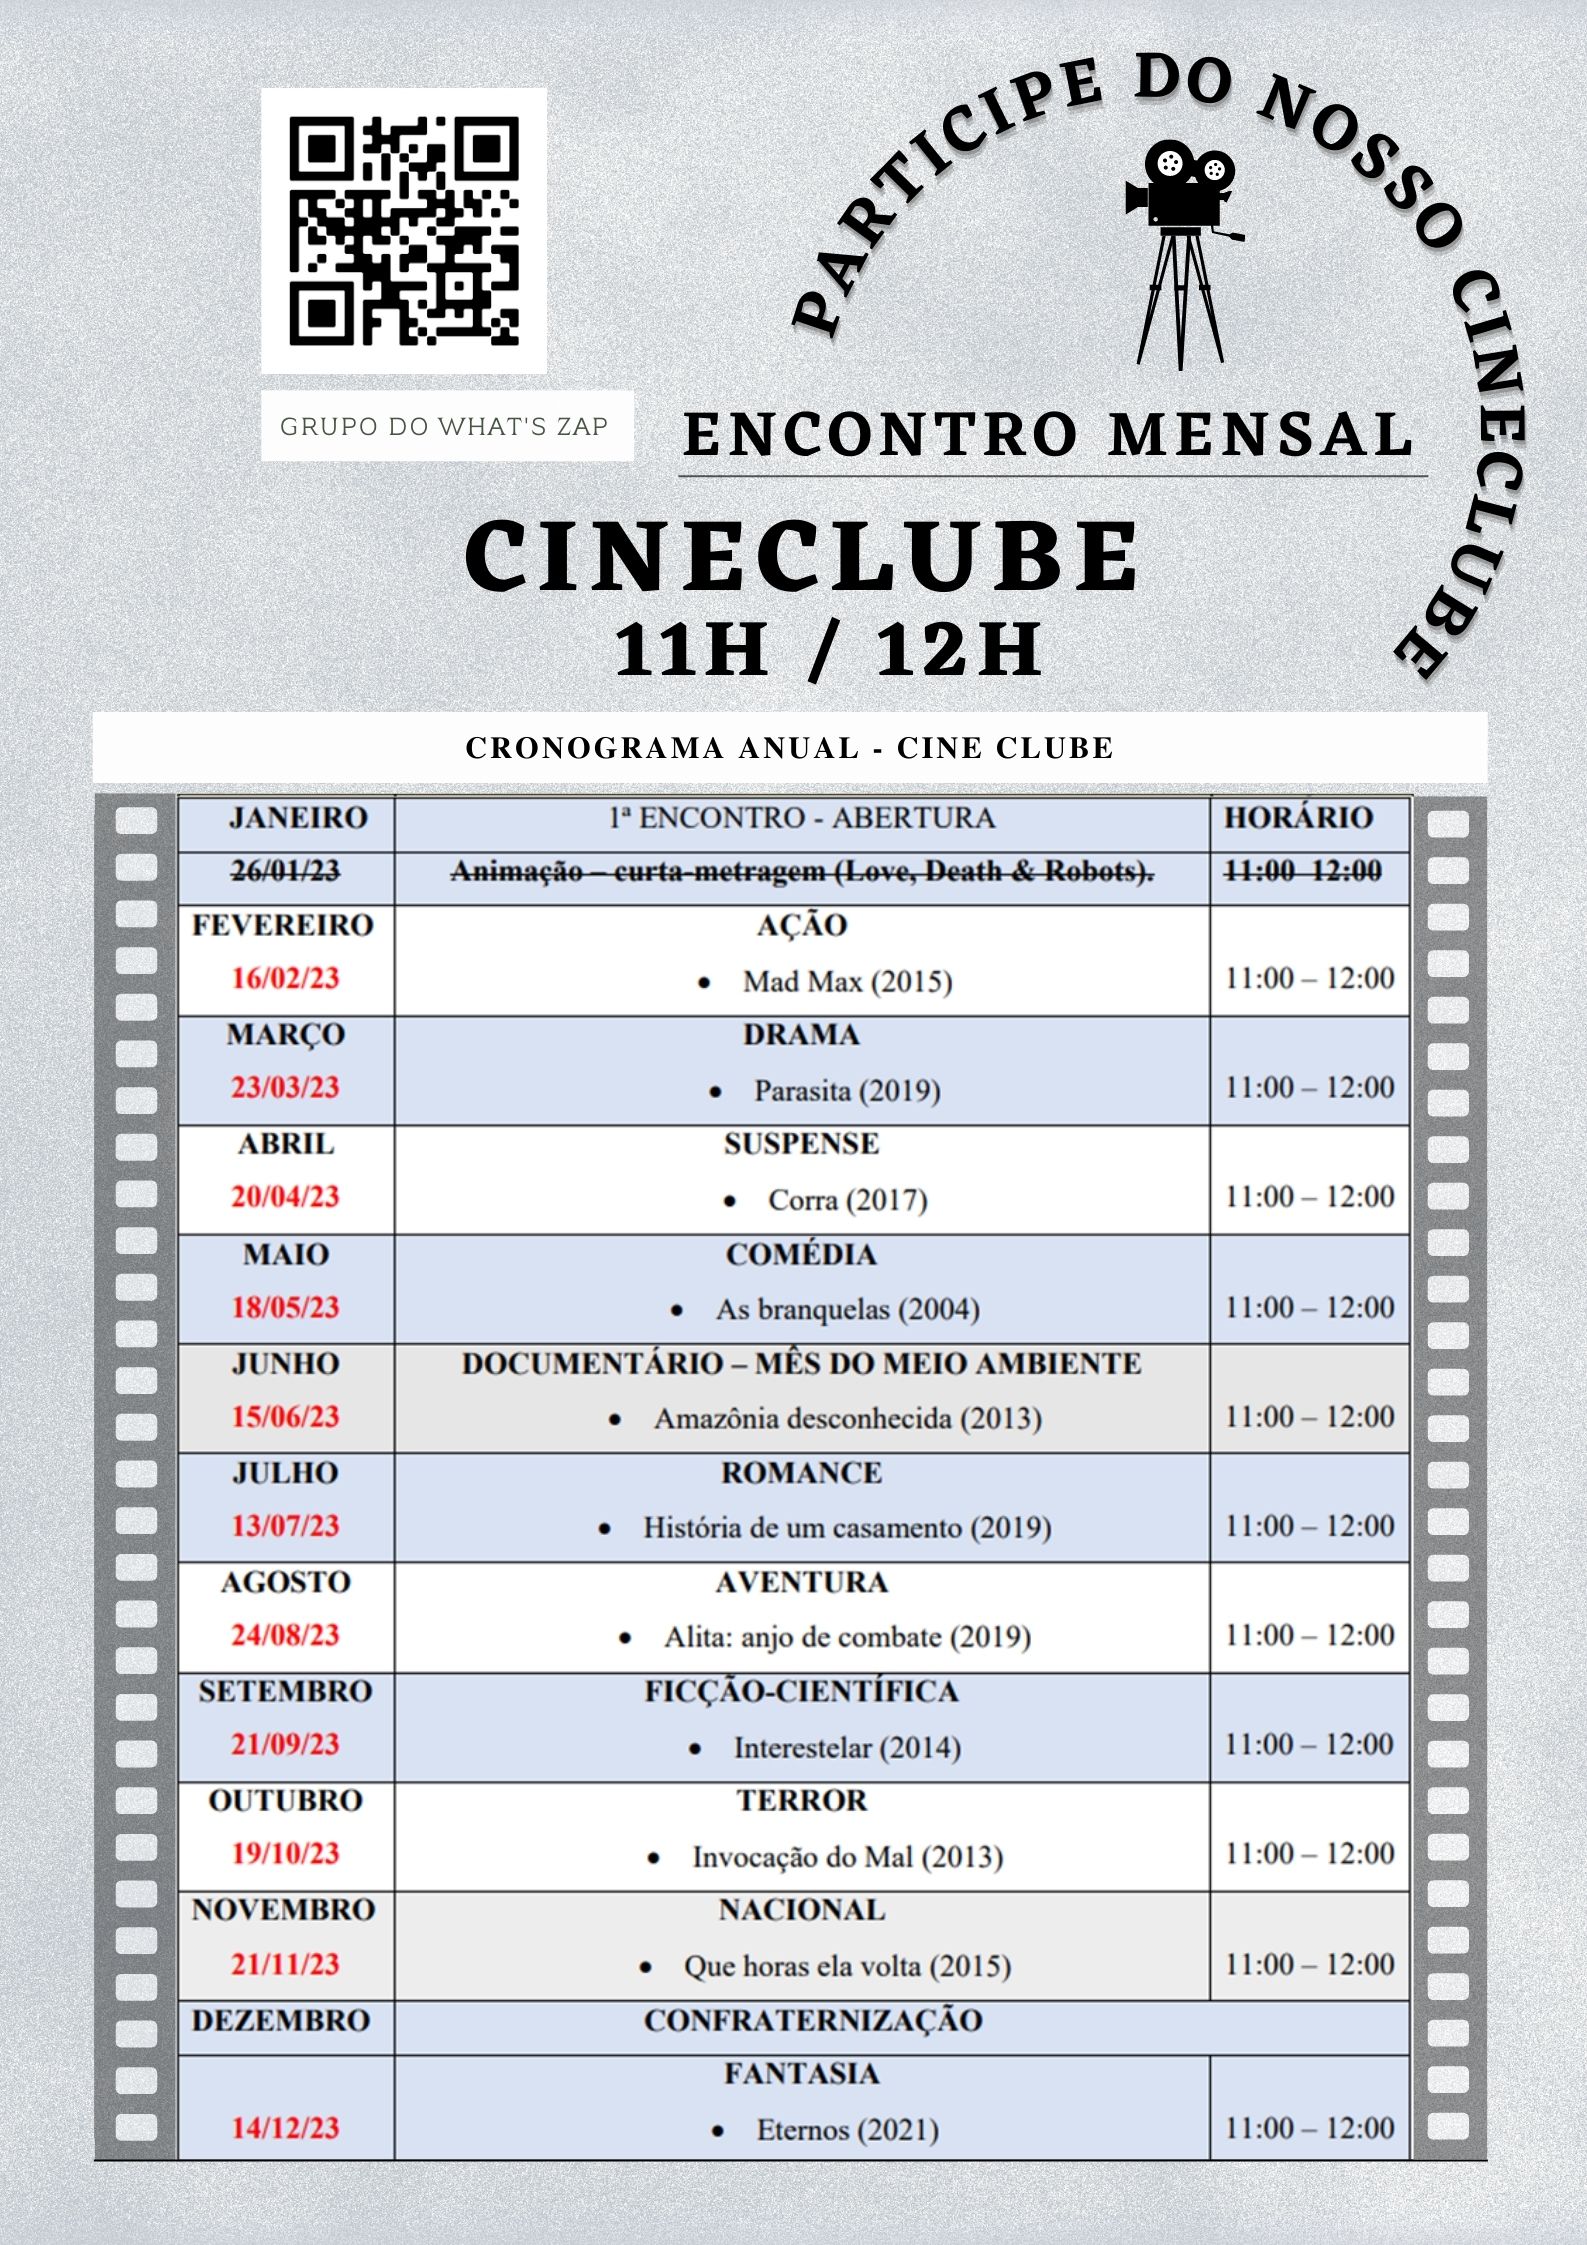 PARTICIPE DO NOSSO CINECLUBE
GRUPO DO WHAT'S ZAP
ENCONTRO MENSAL
CINECLUBE
11H / 12H
CRONOGRAMA ANUAL - CINE CLUBE
JANEIRO 1ª ENCONTRO - ABERTURA HORÁRIO
26/01/23 Animação – curta-metragem (Love, Death & Robots). 11:00 12:00
FEVEREIRO AÇÃO
16/02/23 • Mad Max (2015) 11:00 – 12:00
MARÇO DRAMA
23/03/23 • Parasita (2019) 11:00 – 12:00
ABRIL SUSPENSE
20/04/23 • Corra (2017) 11:00 – 12:00
MAIO COMÉDIA
18/05/23 • As branquelas (2004) 11:00 – 12:00
JUNHO DOCUMENTÁRIO – MÊS DO MEIO AMBIENTE
15/06/23 • Amazônia desconhecida (2013) 11:00 – 12:00
JULHO ROMANCE
13/07/23 • História de um casamento (2019) 11:00 – 12:00
AGOSTO AVENTURA
24/08/23 • Alita: anjo de combate (2019) 11:00 – 12:00
SETEMBRO FICÇÃO-CIENTÍFICA
21/09/23 • Interestelar (2014) 11:00 – 12:00
OUTUBRO TERROR
19/10/23 • Invocação do Mal (2013) 11:00 – 12:00
NOVEMBRO NACIONAL
21/11/23 • Que horas ela volta (2015) 11:00 – 12:00
DEZEMBRO CONFRATERNIZAÇÃO
FANTASIA
14/12/23 • Eternos (2021) 11:00 – 12:00